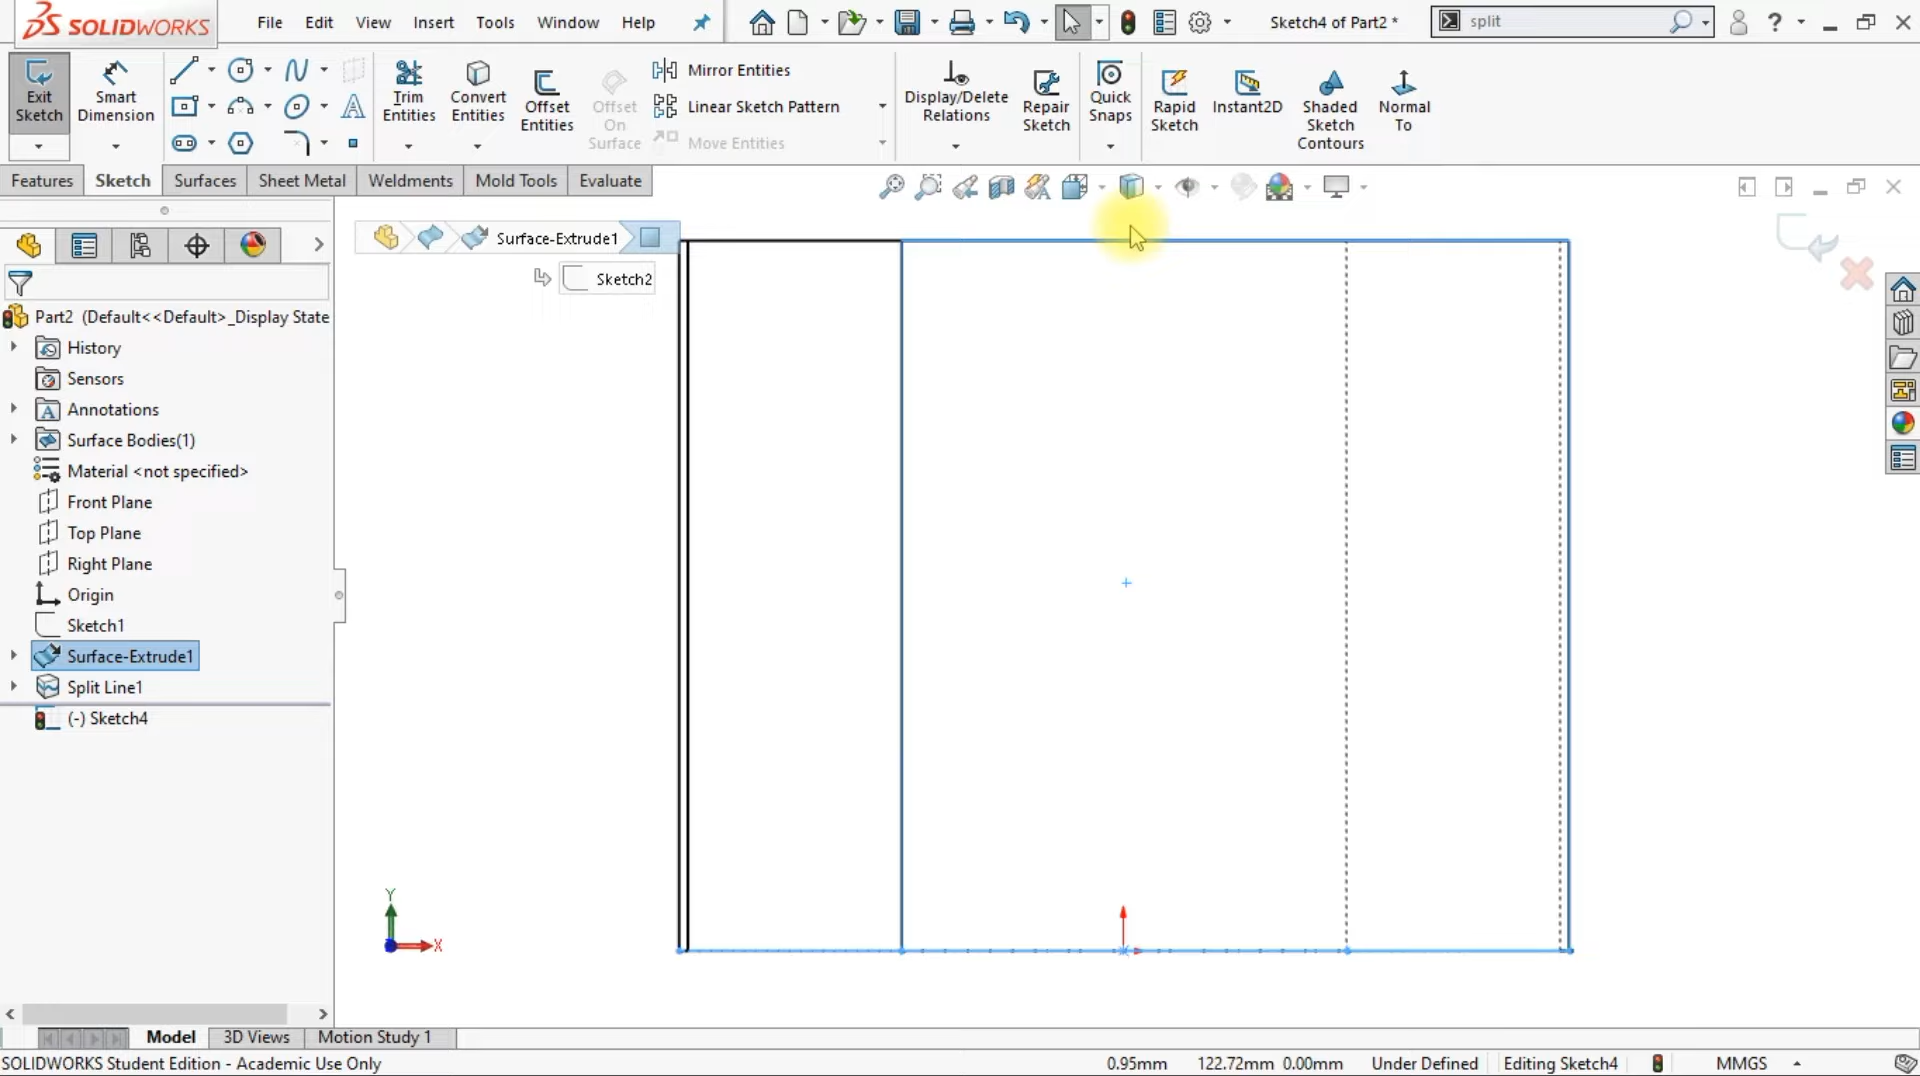 SOLIDWORKS
File Edit View Insert Tools Window Help
Sketch4 of Part2 *
split
Exit Sketch
Smart Dimension
Trim Entities
Convert Entities
Offset Entities
Offset On Surface
Mirror Entities
Linear Sketch Pattern
Move Entities
Display/Delete Relations
Repair Sketch
Quick Snaps
Rapid Sketch
Instant2D
Shaded Sketch Contours
Normal To
Features Sketch Surfaces Sheet Metal Weldments Mold Tools Evaluate
Surface-Extrude1
Sketch2
Part2 (Default<<Default>_Display State
History
Sensors
Annotations
Surface Bodies(1)
Material <not specified>
Front Plane
Top Plane
Right Plane
Origin
Sketch1
Surface-Extrude1
Split Line1
(-) Sketch4
Y
X
Model 3D Views Motion Study 1
SOLIDWORKS Student Edition - Academic Use Only
0.95mm 122.72mm 0.00mm Under Defined Editing Sketch4 MMGS